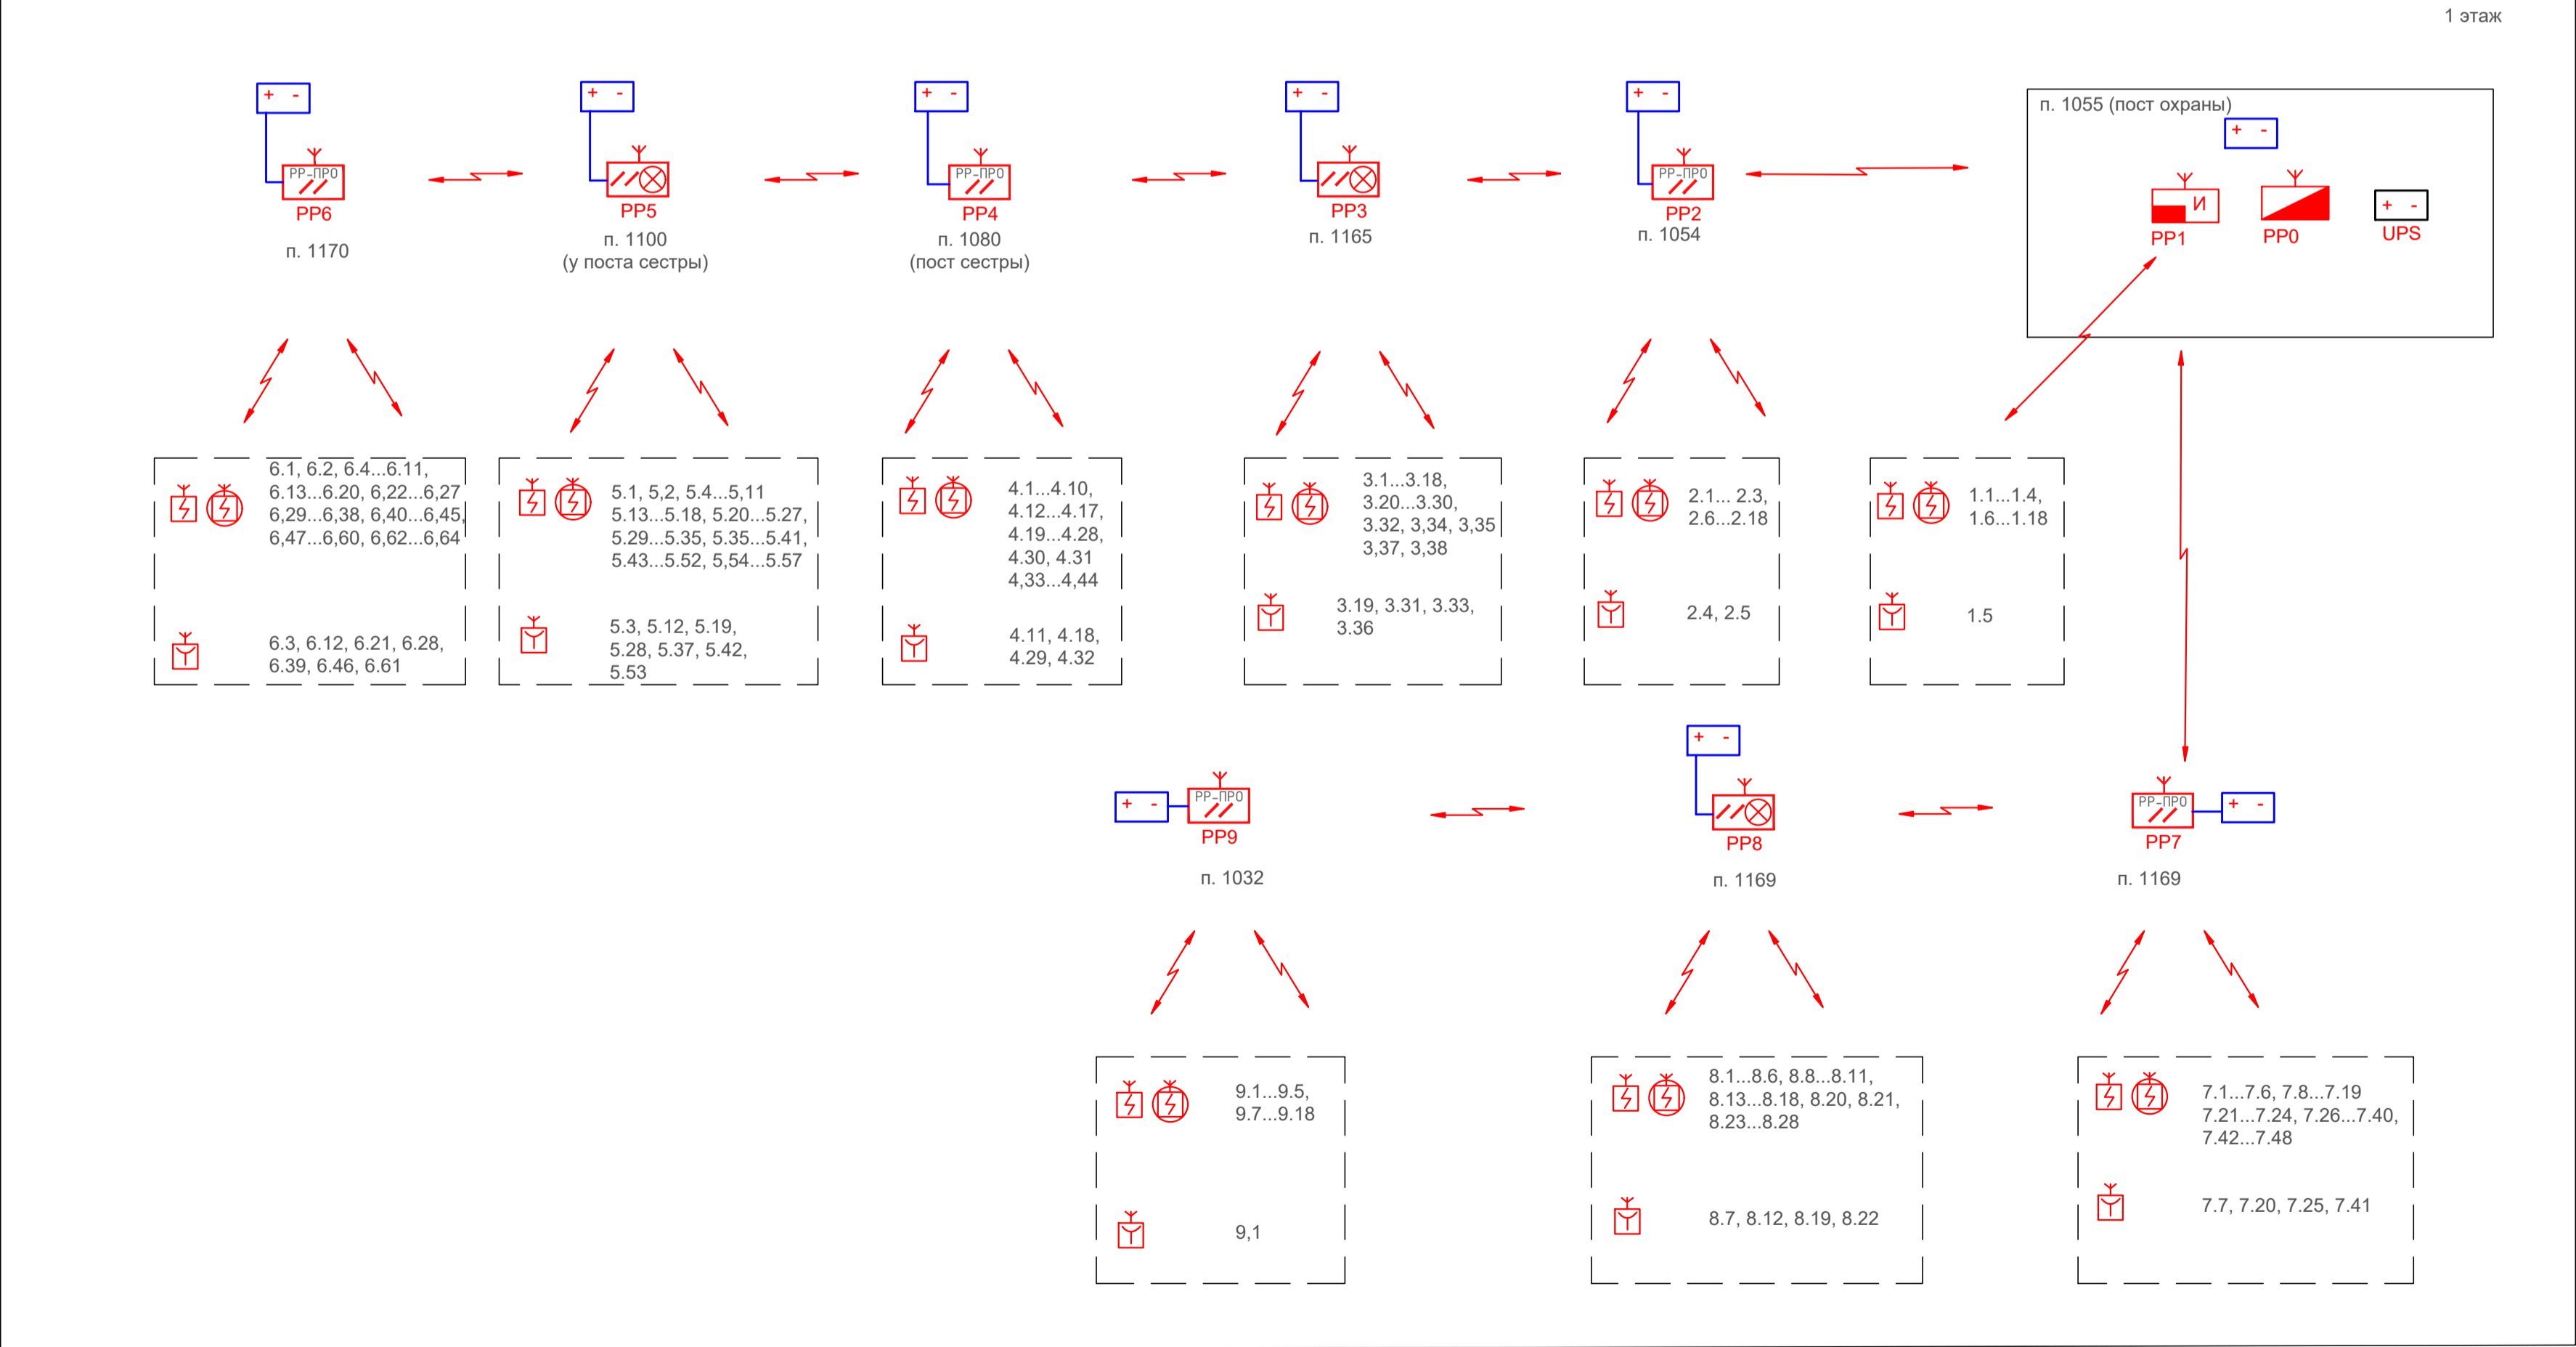 1 этаж
+ -
+ -
+ -
+ -
+ -
п. 1055 (пост охраны)
+ -
РР-ПРО
РР6
п. 1170
РР5
п. 1100
(у поста сестры)
РР-ПРО
РР4
п. 1080
(пост сестры)
РР3
п. 1165
РР-ПРО
РР2
п. 1054
И
РР1
РР0
+ -
UPS
6.1, 6.2, 6.4...6.11,
6.13...6.20, 6,22...6,27
6,29...6,38, 6,40...6,45,
6,47...6,60, 6,62...6,64
6.3, 6.12, 6.21, 6.28,
6.39, 6.46, 6.61
5.1, 5,2, 5.4...5,11
5.13...5.18, 5.20...5.27,
5.29...5.35, 5.35...5.41,
5.43...5.52, 5,54...5.57
5.3, 5.12, 5.19,
5.28, 5.37, 5.42,
5.53
4.1...4.10,
4.12...4.17,
4.19...4.28,
4.30, 4.31
4,33...4,44
4.11, 4.18,
4.29, 4.32
3.1...3.18,
3.20...3.30,
3.32, 3,34, 3,35
3,37, 3,38
3.19, 3.31, 3.33,
3.36
2.1... 2.3,
2.6...2.18
2.4, 2.5
1.1...1.4,
1.6...1.18
1.5
+ -
РР-ПРО
РР9
п. 1032
+ -
РР8
п. 1169
РР-ПРО
+ -
РР7
п. 1169
9.1...9.5,
9.7...9.18
9,1
8.1...8.6, 8.8...8.11,
8.13...8.18, 8.20, 8.21,
8.23...8.28
8.7, 8.12, 8.19, 8.22
7.1...7.6, 7.8...7.19
7.21...7.24, 7.26...7.40,
7.42...7.48
7.7, 7.20, 7.25, 7.41